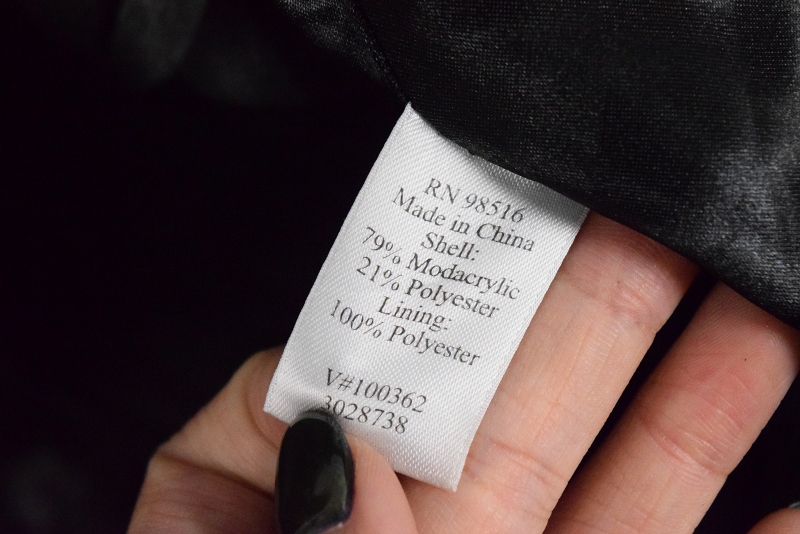 RN 98516
Made in China
Shell:
79% Modacrylic
21% Polyester
Lining:
100% Polyester
V#100362
3028738